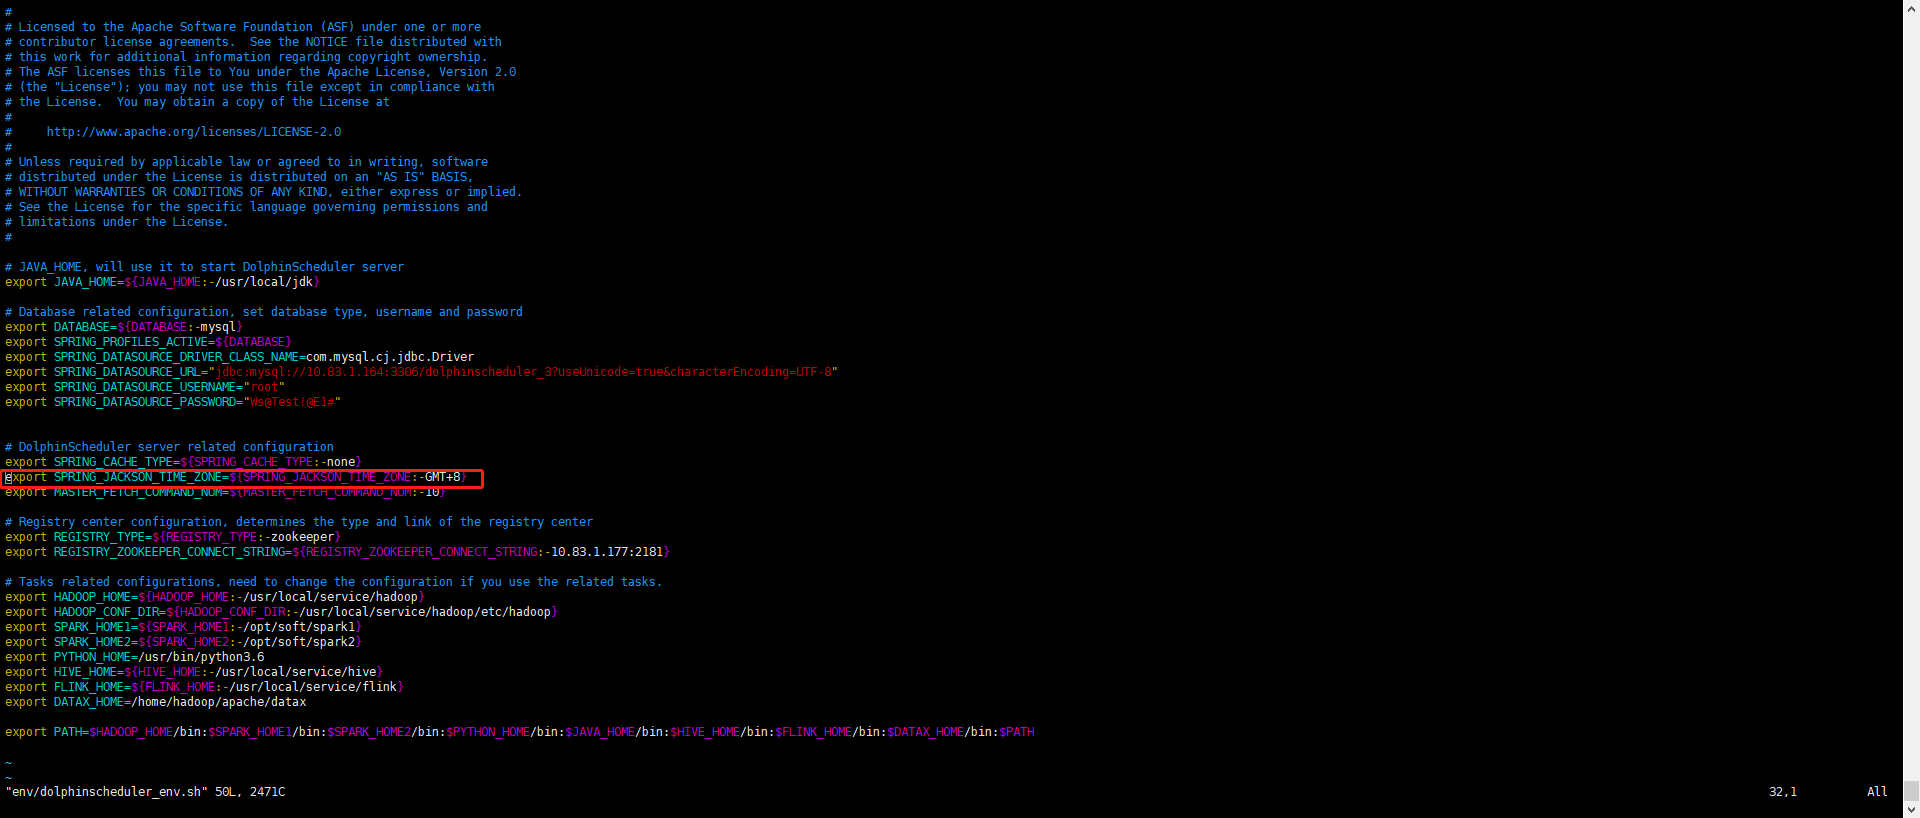 #
# Licensed to the Apache Software Foundation (ASF) under one or more
# contributor license agreements.  See the NOTICE file distributed with
# this work for additional information regarding copyright ownership.
# The ASF licenses this file to You under the Apache License, Version 2.0
# (the "License"); you may not use this file except in compliance with
# the License.  You may obtain a copy of the License at
#
#     http://www.apache.org/licenses/LICENSE-2.0
#
# Unless required by applicable law or agreed to in writing, software
# distributed under the License is distributed on an "AS IS" BASIS,
# WITHOUT WARRANTIES OR CONDITIONS OF ANY KIND, either express or implied.
# See the License for the specific language governing permissions and
# limitations under the License.
#
# JAVA_HOME, will use it to start DolphinScheduler server
export JAVA_HOME=${JAVA_HOME:-/usr/local/jdk}
# Database related configuration, set database type, username and password
export DATABASE=${DATABASE:-mysql}
export SPRING_PROFILES_ACTIVE=${DATABASE}
export SPRING_DATASOURCE_DRIVER_CLASS_NAME=com.mysql.cj.jdbc.Driver
export SPRING_DATASOURCE_URL="jdbc:mysql://10.83.1.164:3306/dolphinscheduler_3?useUnicode=true&characterEncoding=UTF-8"
export SPRING_DATASOURCE_USERNAME="root"
export SPRING_DATASOURCE_PASSWORD="Ws@Test!@E1#"
# DolphinScheduler server related configuration
export SPRING_CACHE_TYPE=${SPRING_CACHE_TYPE:-none}
export SPRING_JACKSON_TIME_ZONE=${SPRING_JACKSON_TIME_ZONE:-GMT+8}
export MASTER_FETCH_COMMAND_NUM=${MASTER_FETCH_COMMAND_NUM:-10}
# Registry center configuration, determines the type and link of the registry center
export REGISTRY_TYPE=${REGISTRY_TYPE:-zookeeper}
export REGISTRY_ZOOKEEPER_CONNECT_STRING=${REGISTRY_ZOOKEEPER_CONNECT_STRING:-10.83.1.177:2181}
# Tasks related configurations, need to change the configuration if you use the related tasks.
export HADOOP_HOME=${HADOOP_HOME:-/usr/local/service/hadoop}
export HADOOP_CONF_DIR=${HADOOP_CONF_DIR:-/usr/local/service/hadoop/etc/hadoop}
export SPARK_HOME1=${SPARK_HOME1:-/opt/soft/spark1}
export SPARK_HOME2=${SPARK_HOME2:-/opt/soft/spark2}
export PYTHON_HOME=/usr/bin/python3.6
export HIVE_HOME=${HIVE_HOME:-/usr/local/service/hive}
export FLINK_HOME=${FLINK_HOME:-/usr/local/service/flink}
export DATAX_HOME=/home/hadoop/apache/datax
export PATH=$HADOOP_HOME/bin:$SPARK_HOME1/bin:$SPARK_HOME2/bin:$PYTHON_HOME/bin:$JAVA_HOME/bin:$HIVE_HOME/bin:$FLINK_HOME/bin:$DATAX_HOME/bin:$PATH
~
~
"env/dolphinscheduler_env.sh" 50L, 2471C 32,1 All